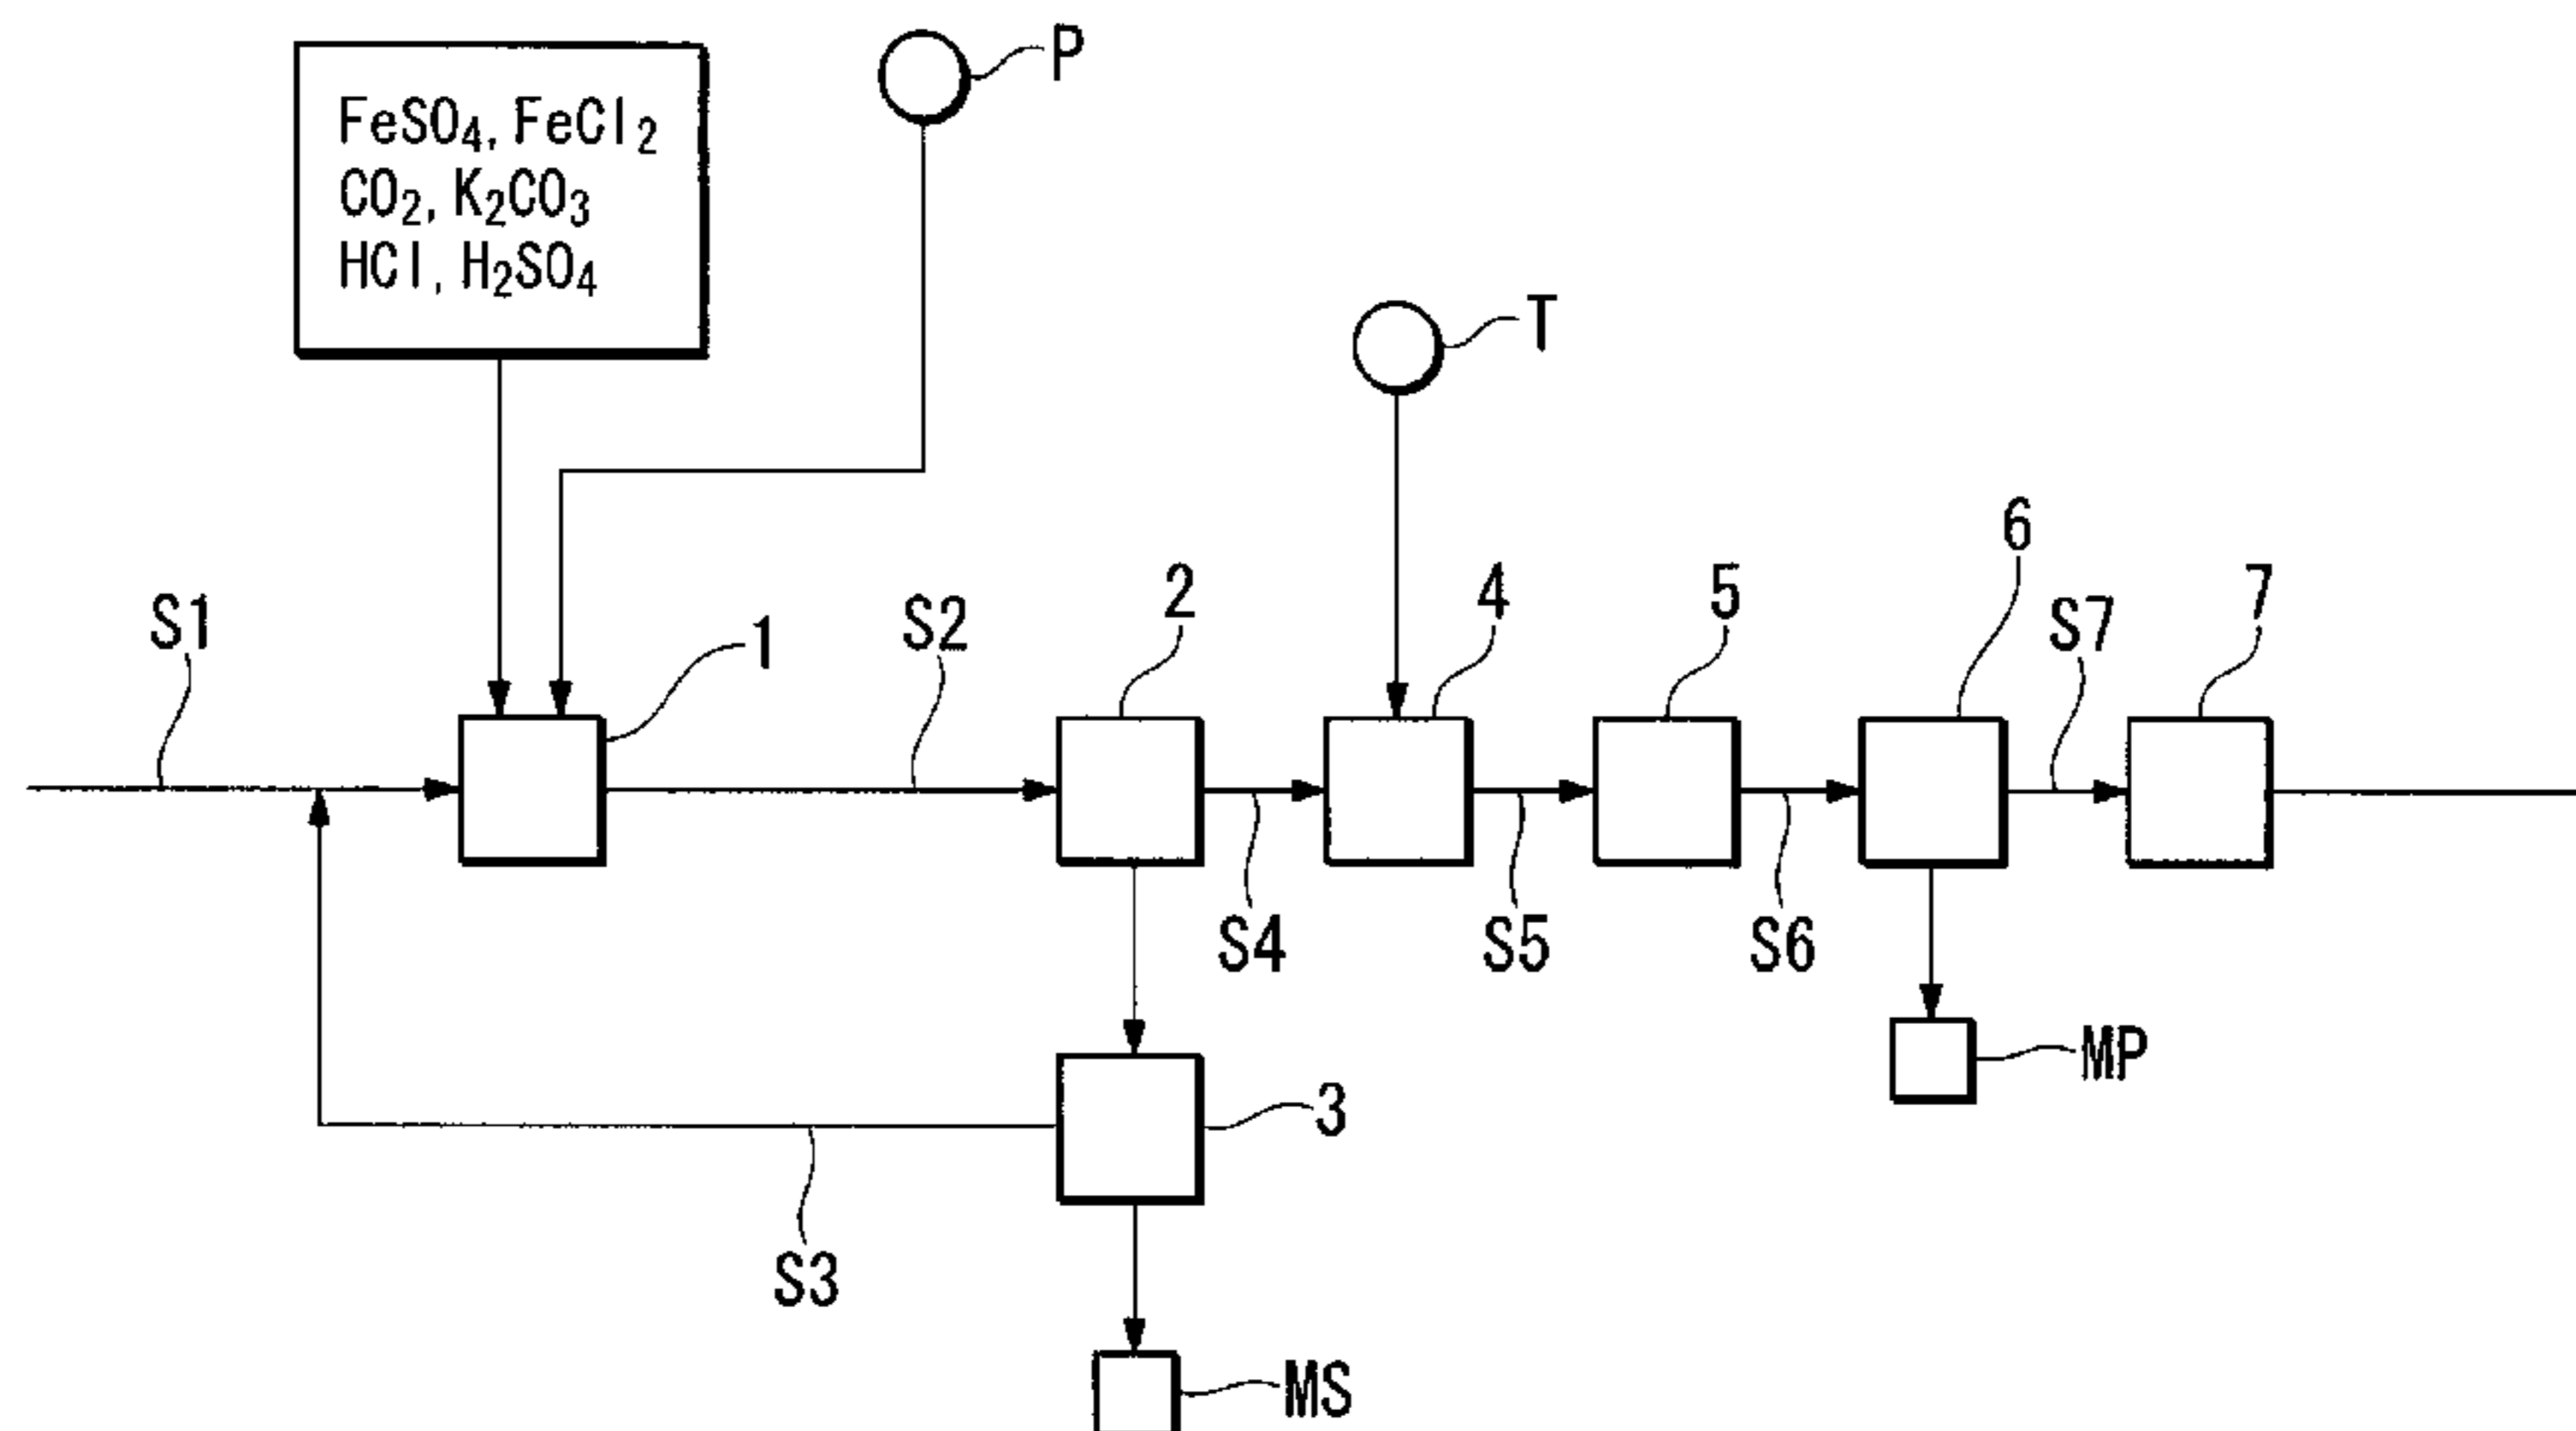 P
FeSO₄, FeCl₂
CO₂, K₂CO₃
HCl, H₂SO₄
T
S1
1
S2
2
4
5
6
S7
7
S4
S5
S6
MP
3
S3
MS